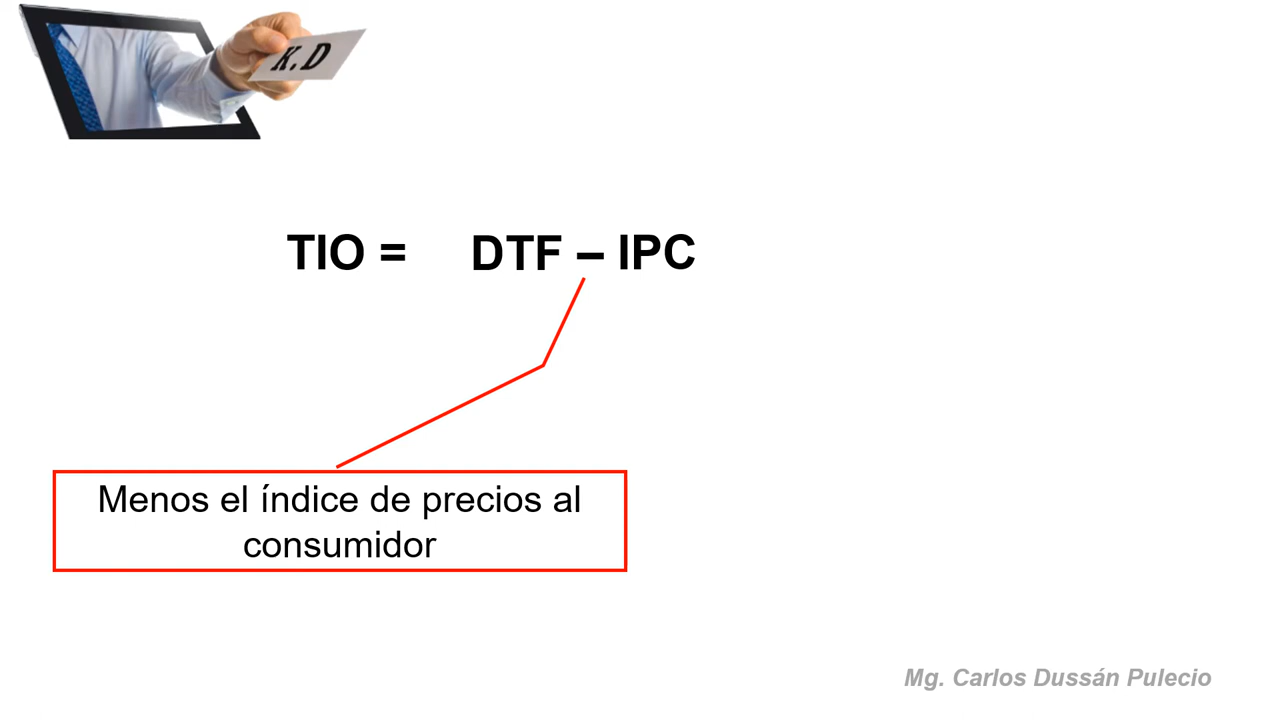 K.D
TIO = DTF – IPC
Menos el índice de precios al
consumidor
Mg. Carlos Dussán Pulecio